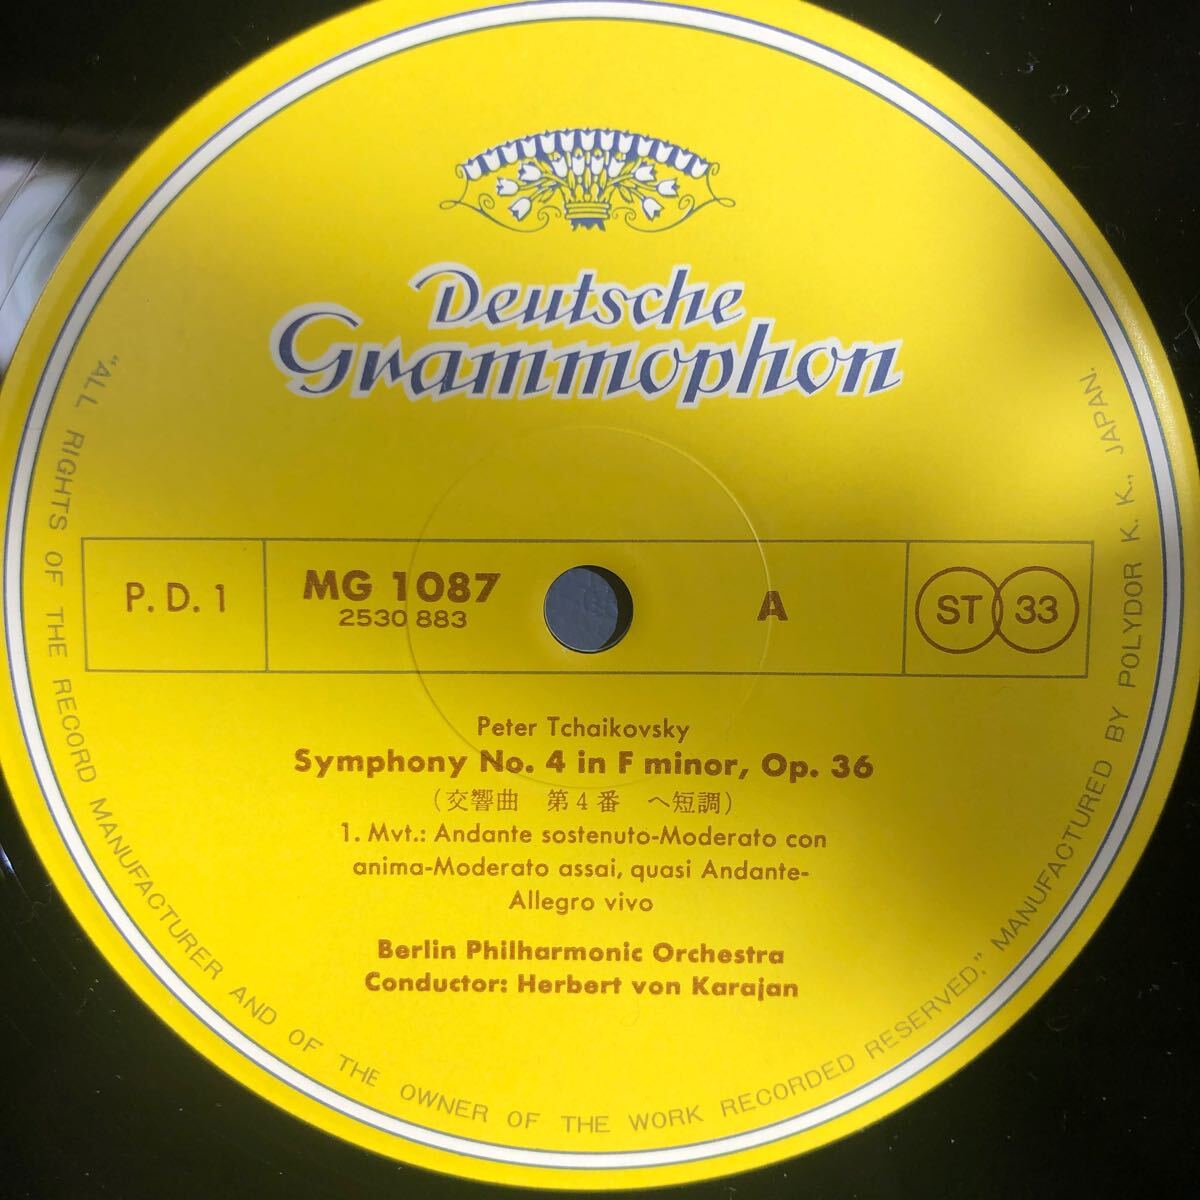 Deutsche
Grammophon
P. D. 1
MG 1087
2530 883
A
ST 33
Peter Tchaikovsky
Symphony No. 4 in F minor, Op. 36
(交響曲 第4番 ヘ短調)
1. Mvt.: Andante sostenuto-Moderato con
anima-Moderato assai, quasi Andante-
Allegro vivo
Berlin Philharmonic Orchestra
Conductor: Herbert von Karajan
"ALL RIGHTS OF THE RECORD MANUFACTURER AND OF THE OWNER OF THE WORK RECORDED RESERVED." MANUFACTURED BY POLYDOR K. K., JAPAN.